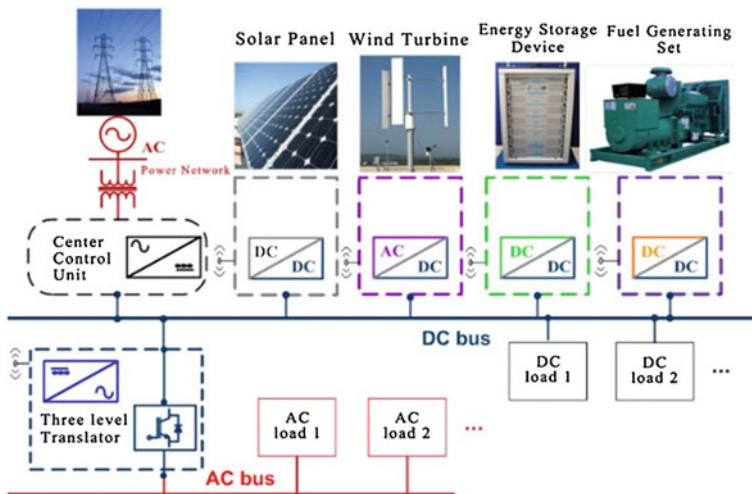 Solar Panel
Wind Turbine
Energy Storage
Device
Fuel Generating
Set
AC
Power Network
Center
Control
Unit
DC
DC
AC
DC
DC
DC
DC
DC
DC bus
Three level
Translator
AC
load 1
AC
load 2
...
DC
load 1
DC
load 2
...
AC bus